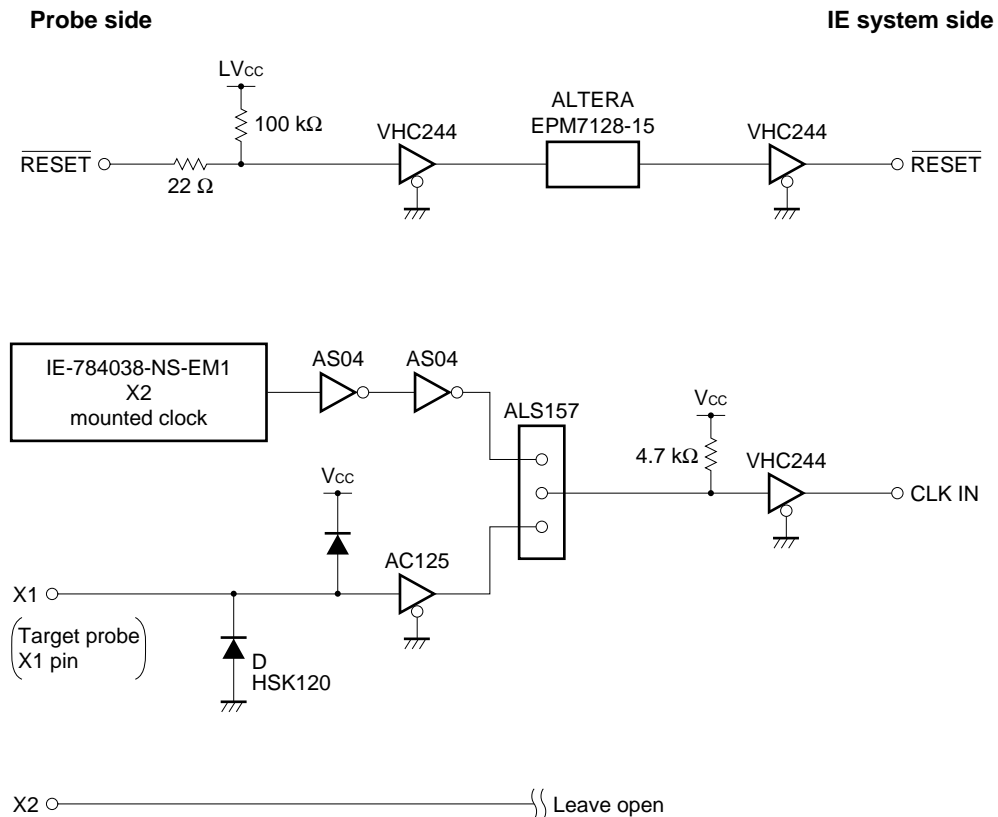 Probe side
IE system side
LVCC
100 kΩ
ALTERA
EPM7128-15
VHC244
VHC244
RESET
22 Ω
RESET
IE-784038-NS-EM1
X2
mounted clock
AS04
AS04
ALS157
VCC
4.7 kΩ
VHC244
CLK IN
VCC
AC125
X1
Target probe
X1 pin
D
HSK120
X2
Leave open